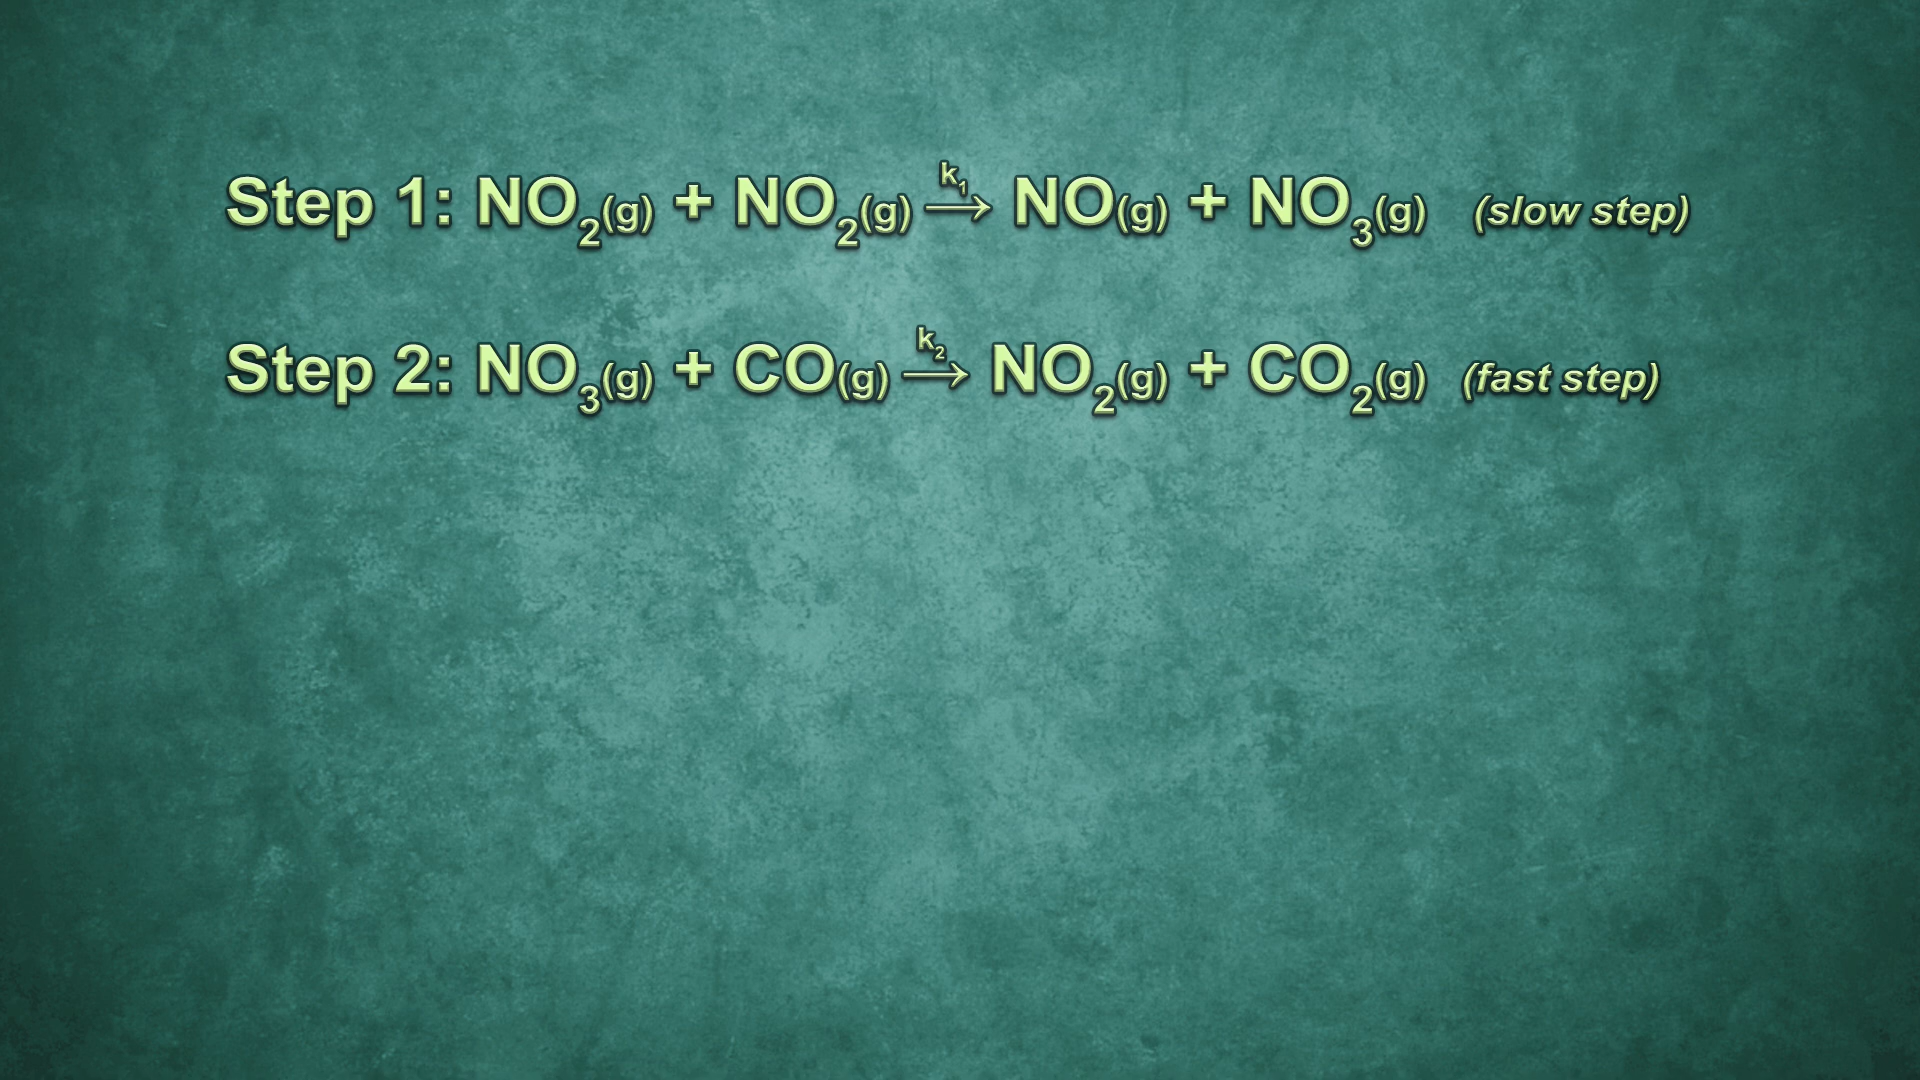 Step 1: NO₂(g) + NO₂(g) —k₁→ NO(g) + NO₃(g) (slow step)
Step 2: NO₃(g) + CO(g) —k₂→ NO₂(g) + CO₂(g) (fast step)